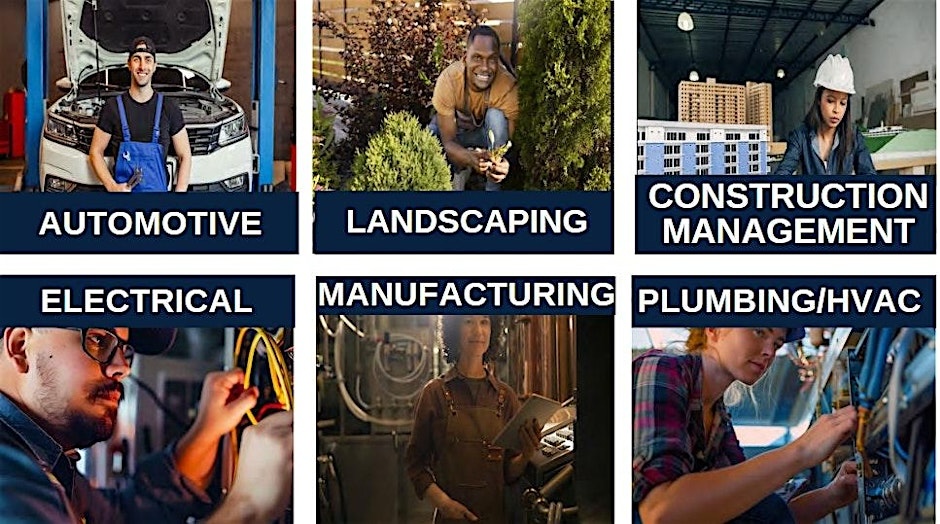 AUTOMOTIVE
LANDSCAPING
CONSTRUCTION
MANAGEMENT
ELECTRICAL
MANUFACTURING
PLUMBING/HVAC